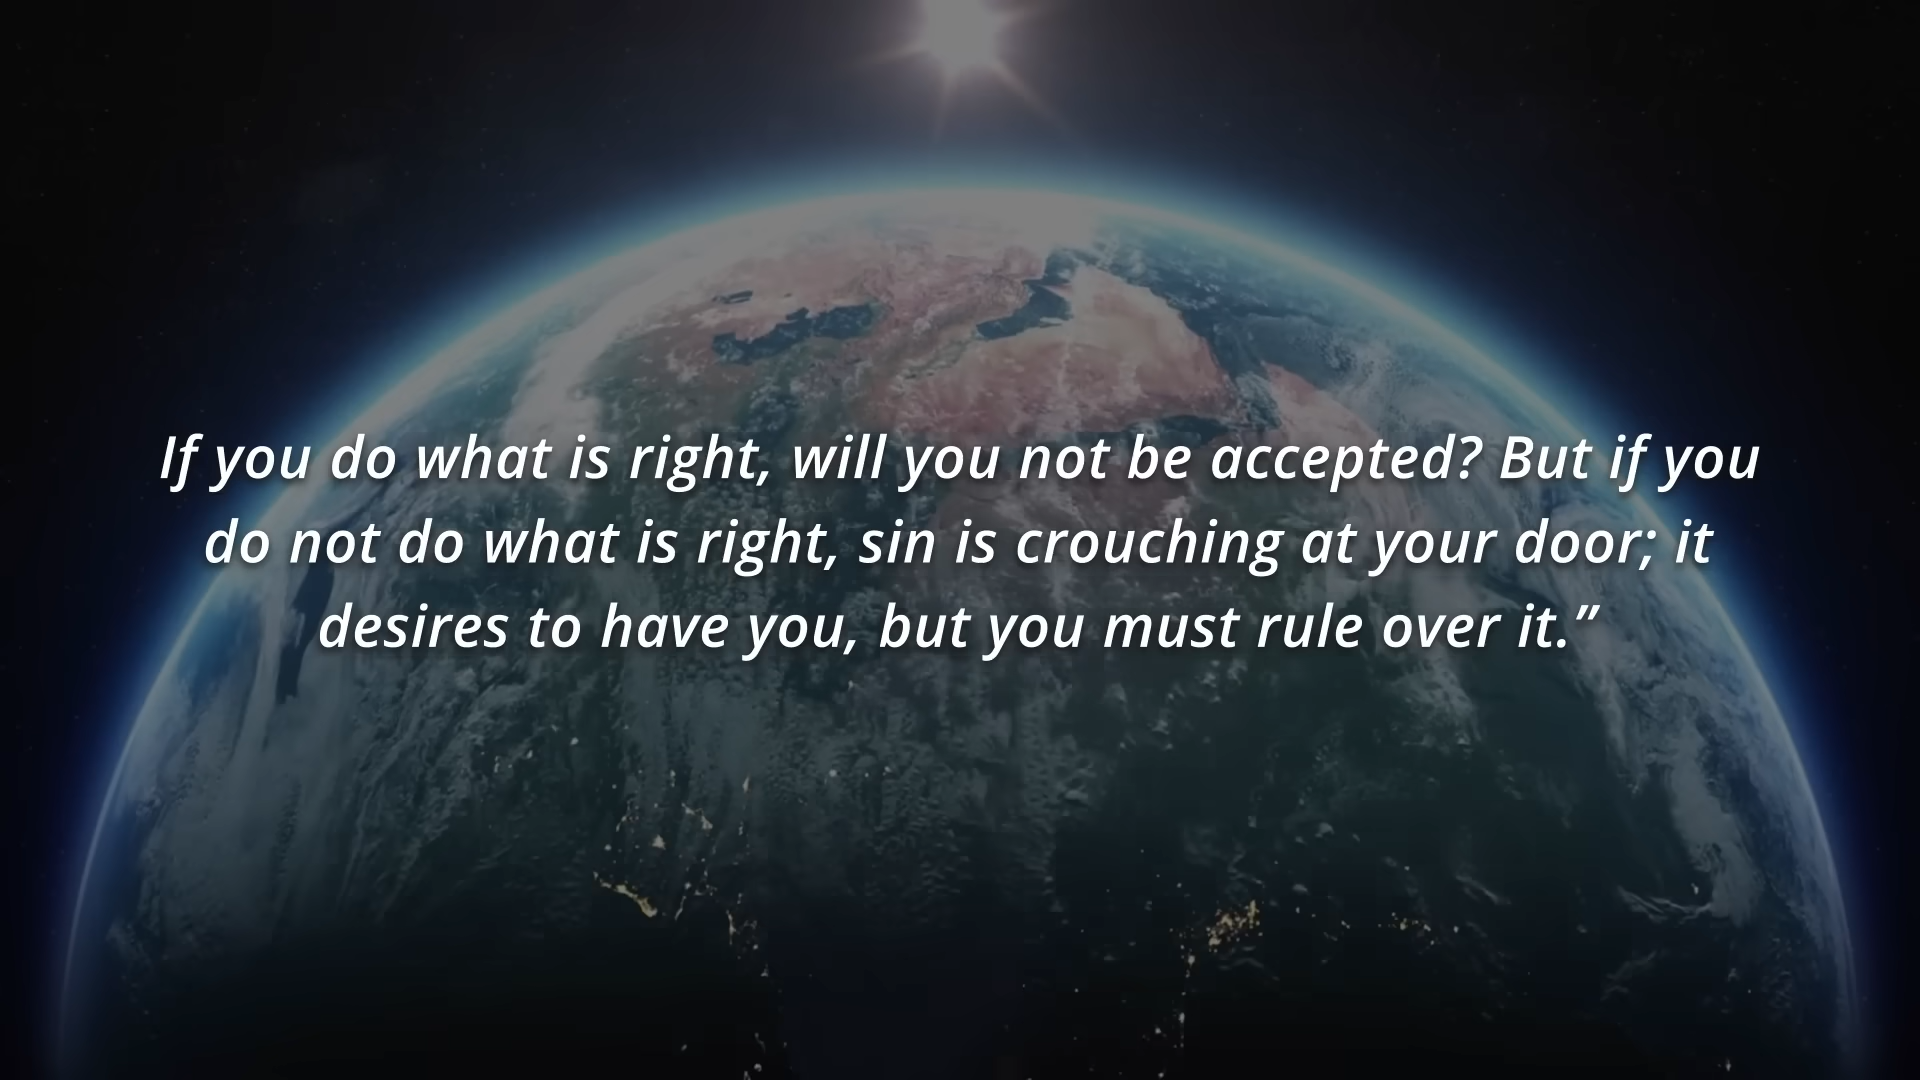 If you do what is right, will you not be accepted? But if you
do not do what is right, sin is crouching at your door; it
desires to have you, but you must rule over it.”